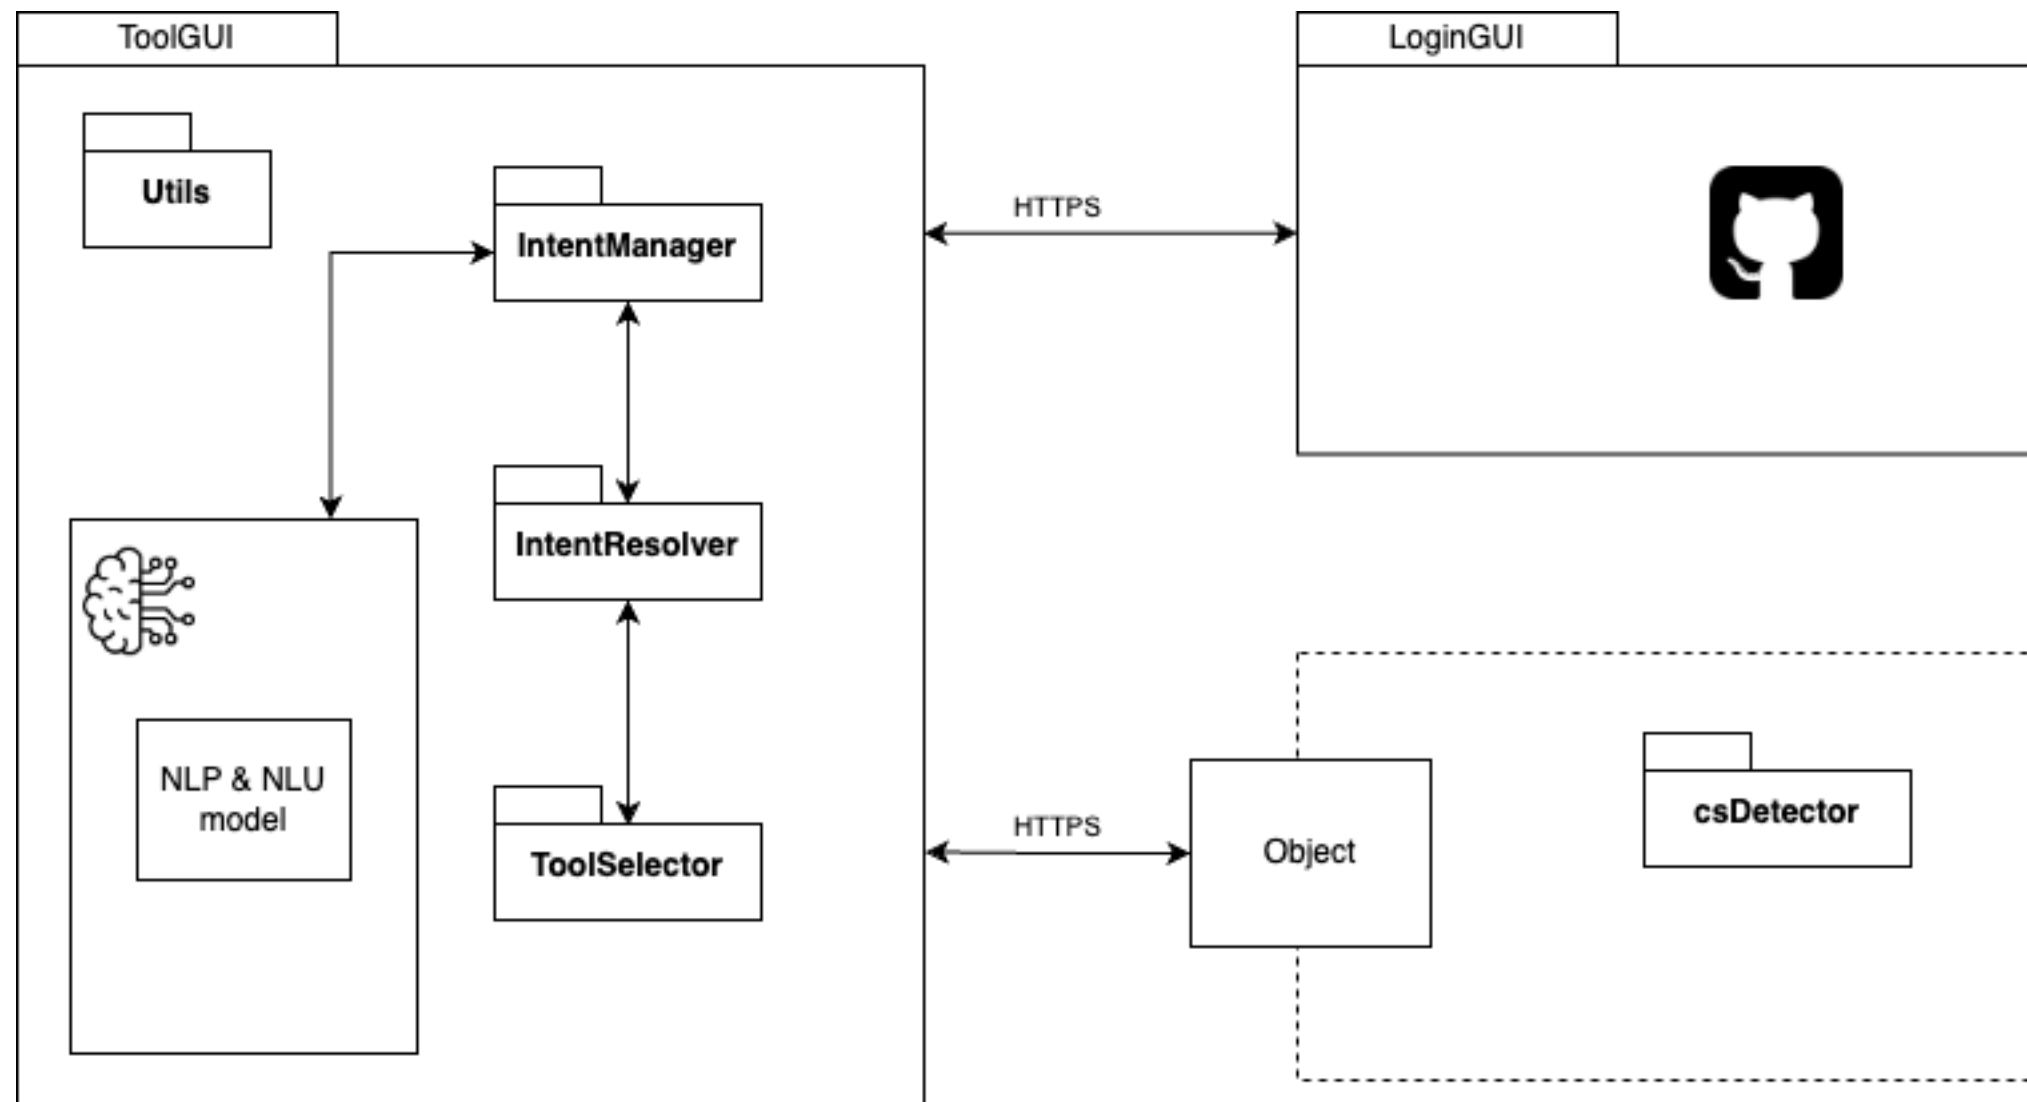 ToolGUI
LoginGUI
Utils
IntentManager
HTTPS
IntentResolver
NLP & NLU
model
ToolSelector
HTTPS
Object
csDetector